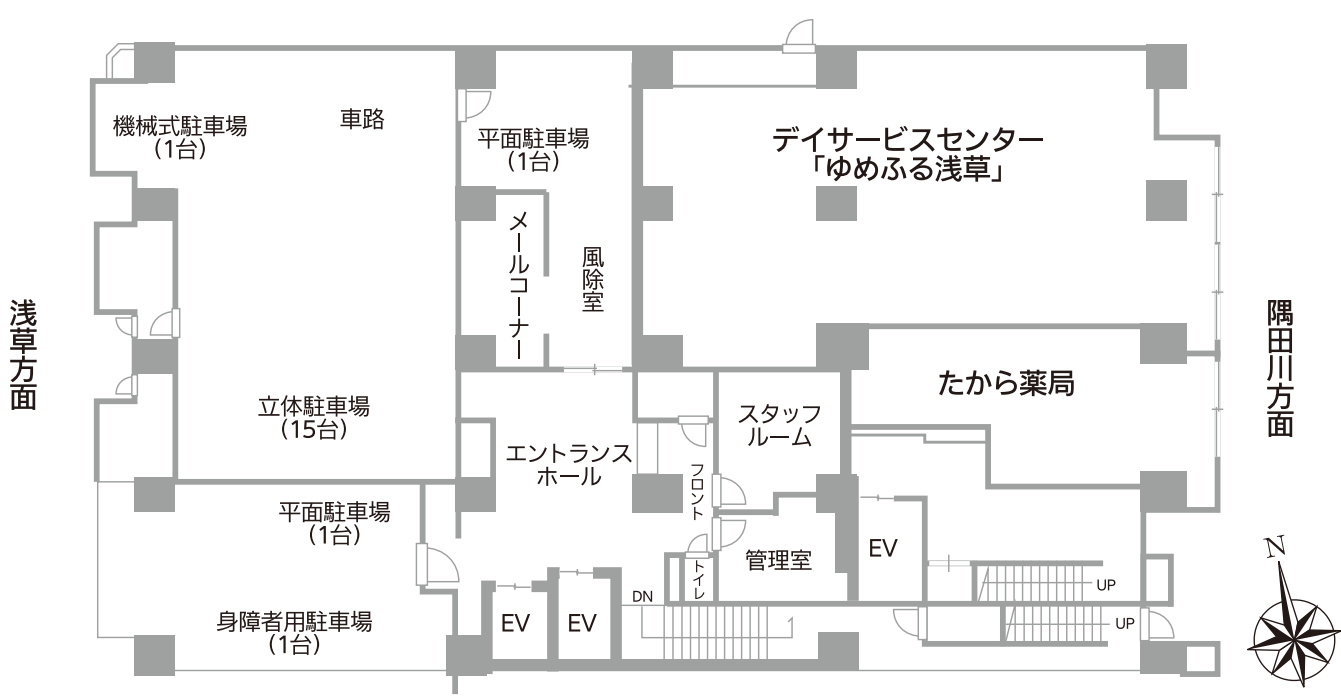 機械式駐車場
(1台)
車路
平面駐車場
(1台)
デイサービスセンター
「ゆめふる浅草」
メールコーナー
風除室
浅草方面
隅田川方面
たから薬局
立体駐車場
(15台)
エントランス
ホール
スタッフ
ルーム
フロント
平面駐車場
(1台)
管理室
EV
トイレ
DN
UP
身障者用駐車場
(1台)
EV
EV
UP
N